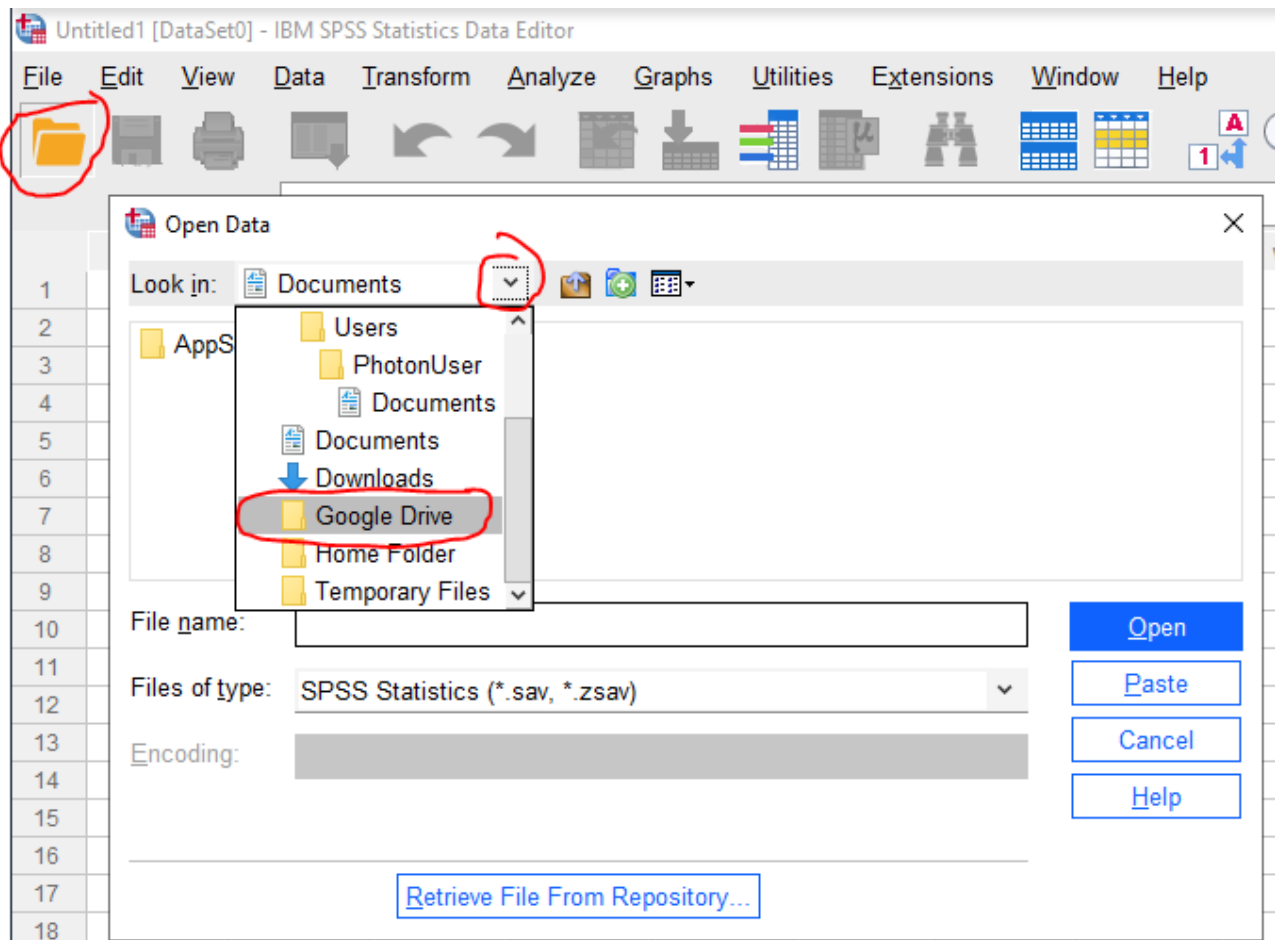 Untitled1 [DataSet0] - IBM SPSS Statistics Data Editor
File Edit View Data Transform Analyze Graphs Utilities Extensions Window Help
A
1
Open Data
Look in: Documents
1
2
3
4
5
6
7
8
9
10
11
12
13
14
15
16
17
18
AppS
Users
PhotonUser
Documents
Documents
Downloads
Google Drive
Home Folder
Temporary Files
File name:
Open
Files of type: SPSS Statistics (*.sav, *.zsav)
Paste
Encoding:
Cancel
Help
Retrieve File From Repository...